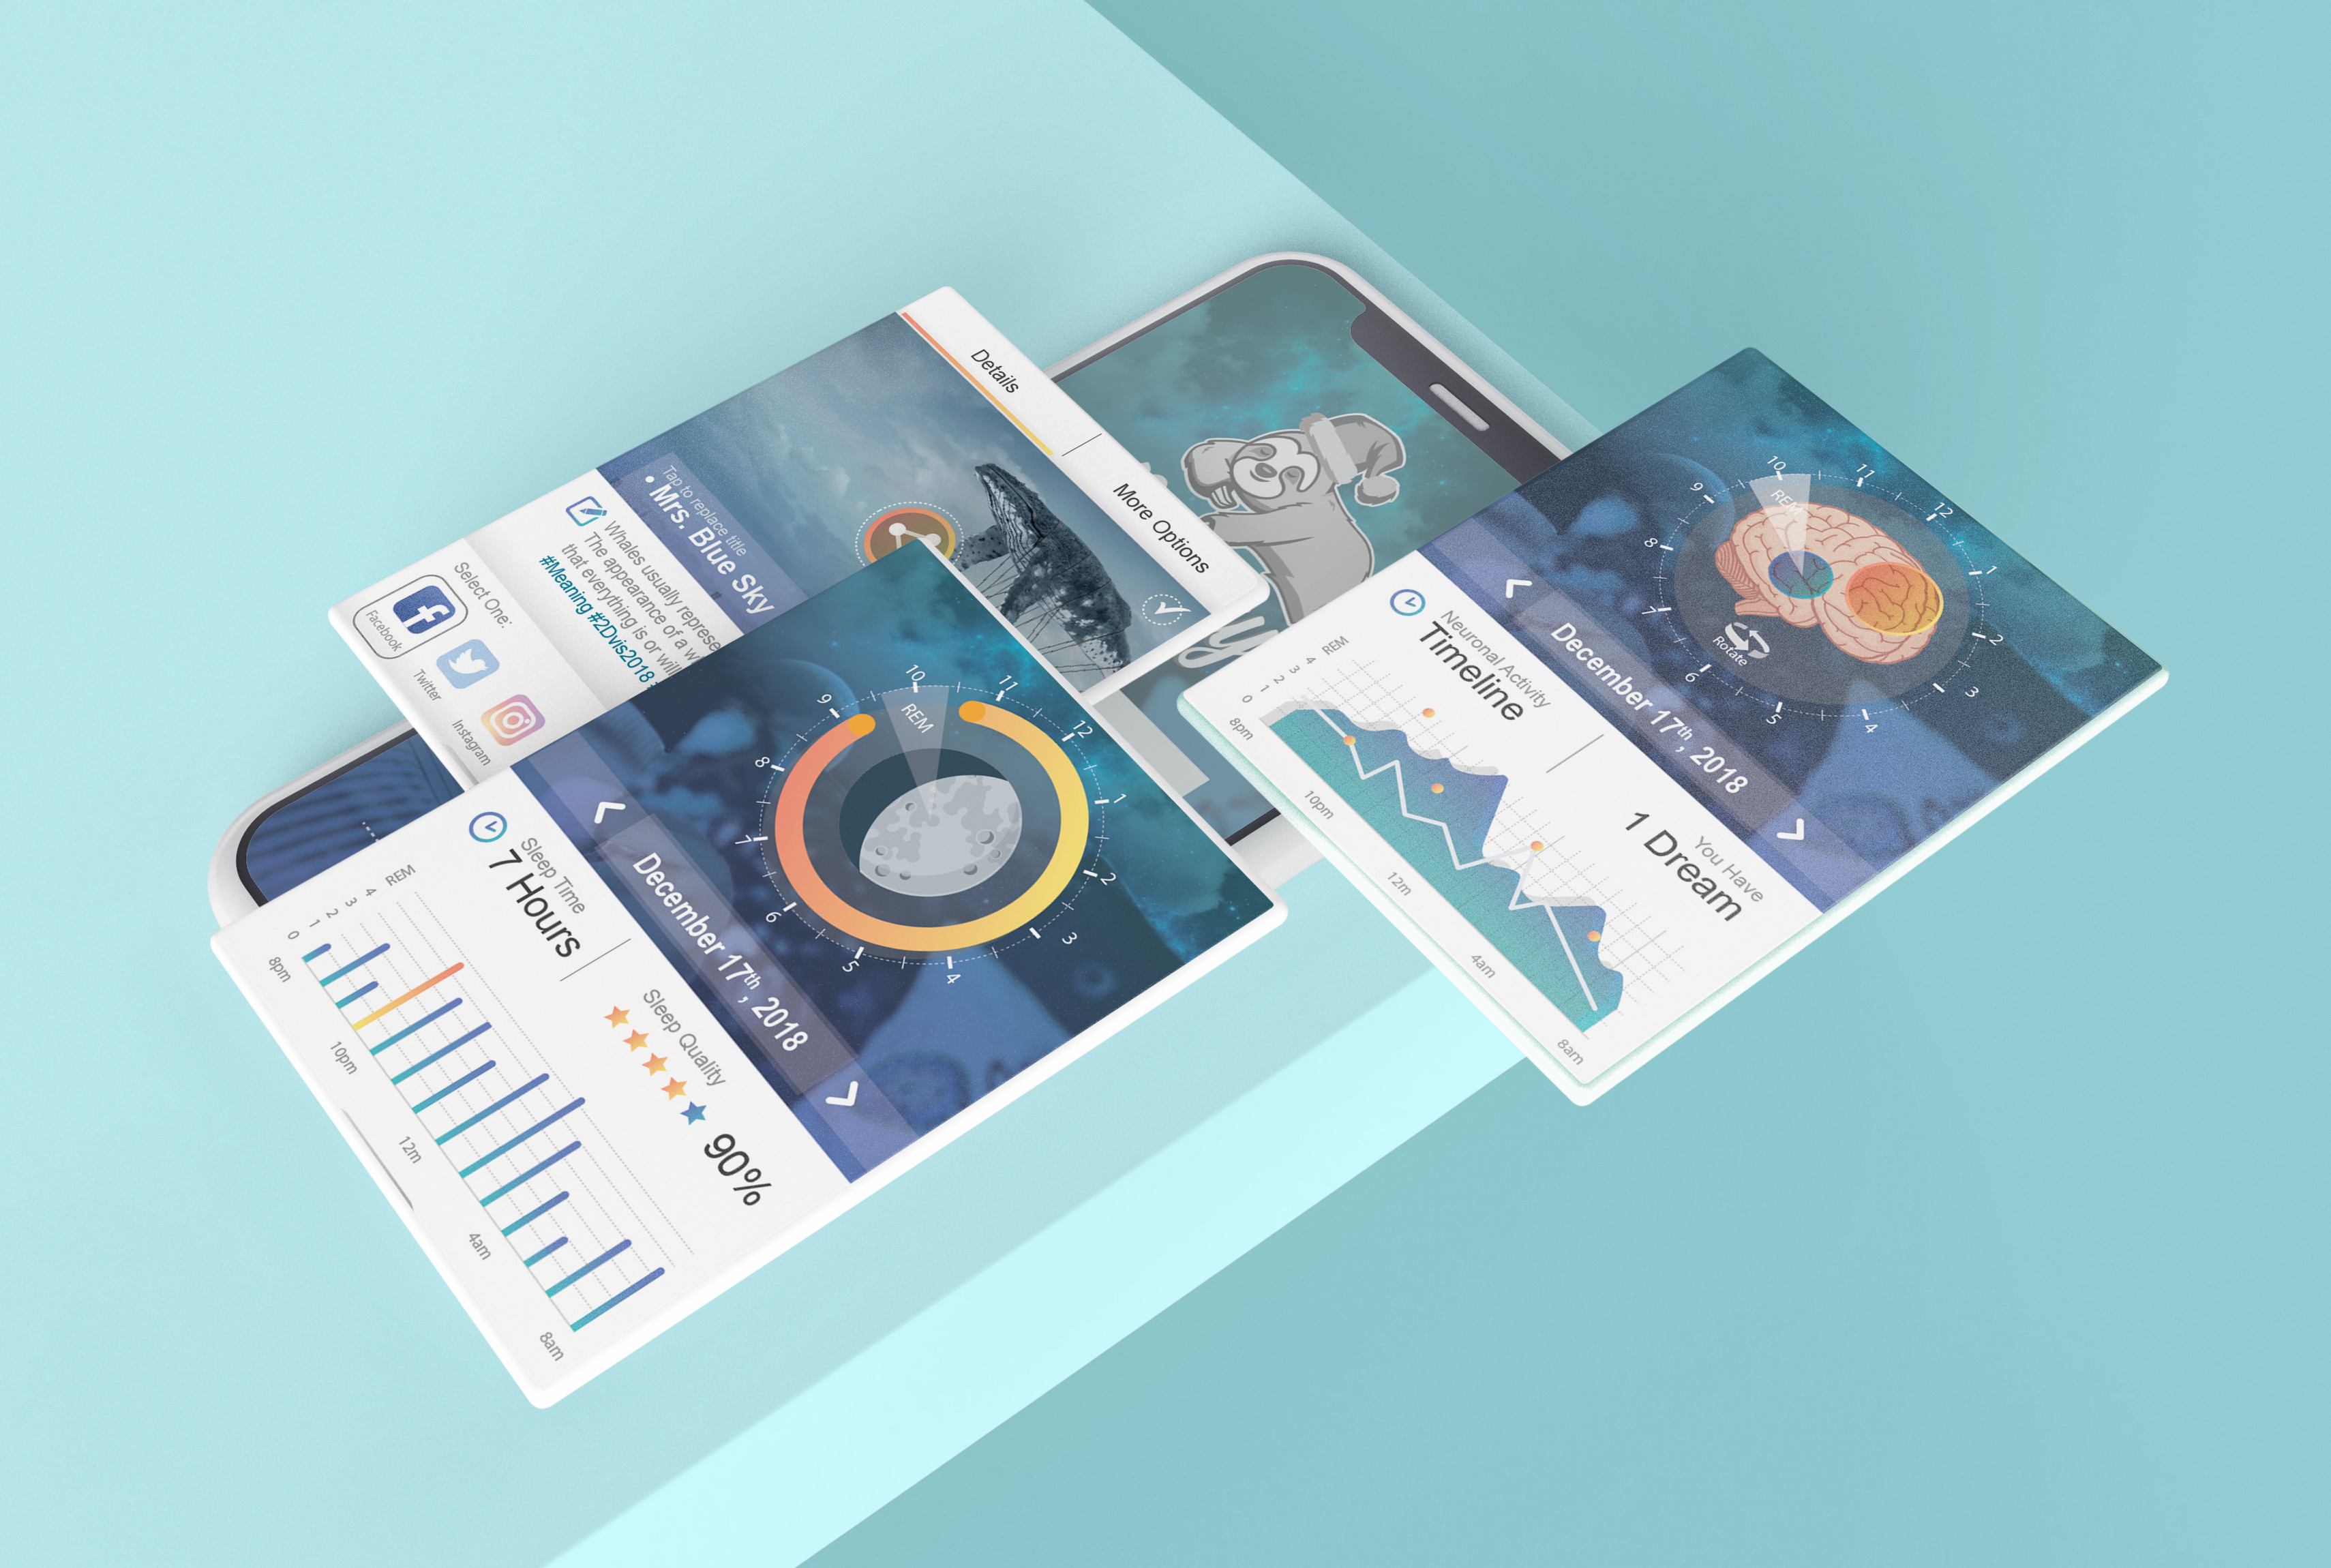 Details
More Options
Tap to replace title
• Mrs. Blue Sky
Whales usually represe
The appearance of a w
that everything is or will
#Meaning #2Dvis2018
Select One:
Facebook
Twitter
Instagram
y
10
11
12
1
2
3
4
5
6
7
8
9
REM
December 17th, 2018
Sleep Time
7 Hours
Sleep Quality
90%
REM
4
3
2
1
0
8pm
10pm
12m
4am
8am
10
11
12
1
2
3
4
5
6
7
8
9
REM
Rotate
December 17th, 2018
Neuronal Activity
Timeline
You Have
1 Dream
REM
4
3
2
1
0
8pm
10pm
12m
4am
8am